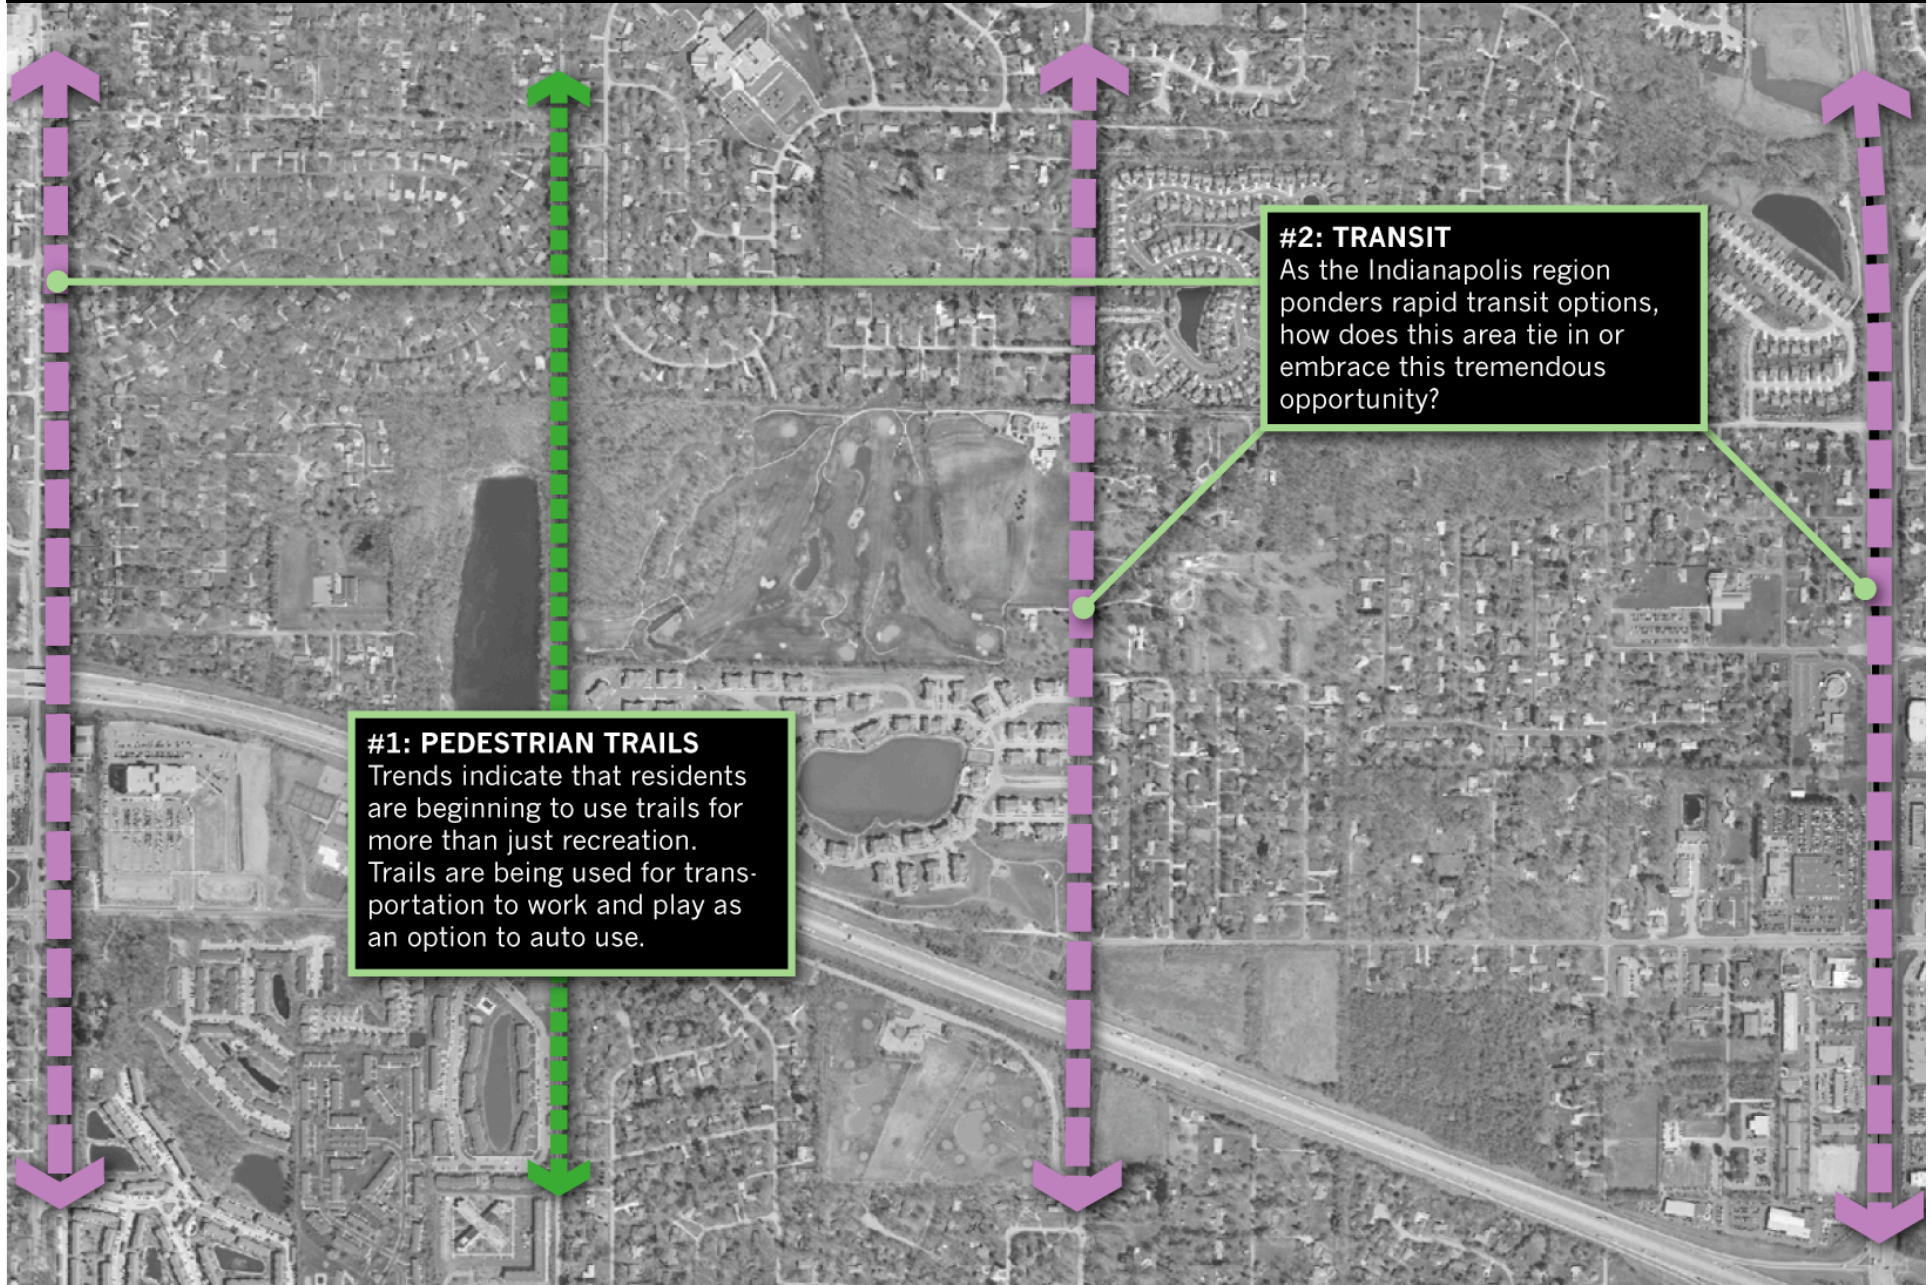 #2: TRANSIT
As the Indianapolis region
ponders rapid transit options,
how does this area tie in or
embrace this tremendous
opportunity?
#1: PEDESTRIAN TRAILS
Trends indicate that residents
are beginning to use trails for
more than just recreation.
Trails are being used for trans-
portation to work and play as
an option to auto use.